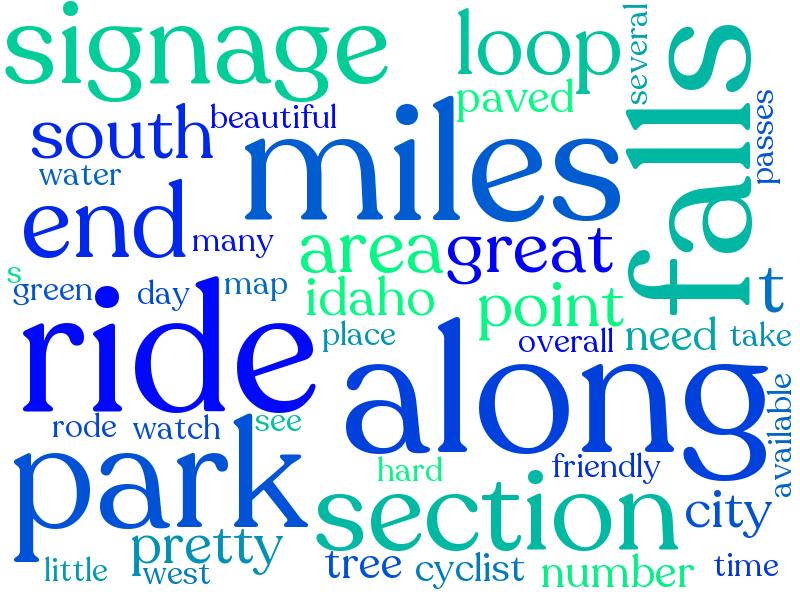 signage
loop
several
falls
paved
passes
beautiful
south
miles
water
end
many
area
great
s
green
day
map
idaho
point
t
ride
place
overall
need
take
along
rode
watch
see
available
park
hard
friendly
section
city
pretty
west
little
tree
cyclist
number
time